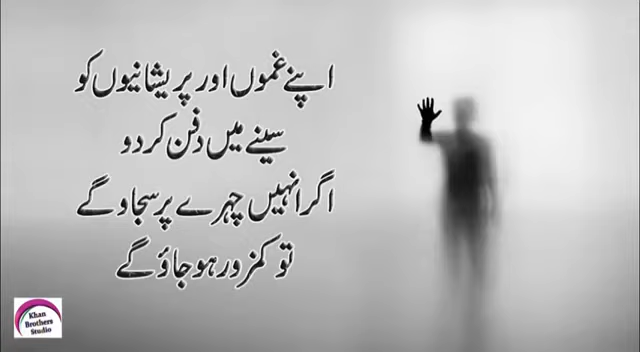 اپنے غموں اور پریشانیوں کو
سینے میں دفن کر دو
اگر انہیں چہرے پر سجاو گے
تو کمزور ہو جاؤ گے
Khan
Brothers
Studio